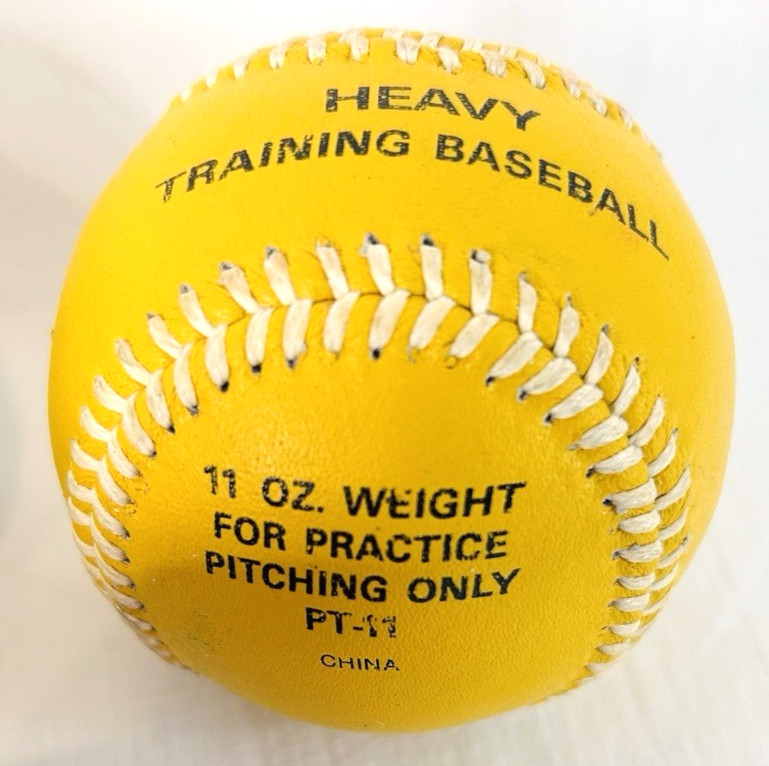 HEAVY
TRAINING BASEBALL
11 OZ. WEIGHT
FOR PRACTICE
PITCHING ONLY
PT-11
CHINA